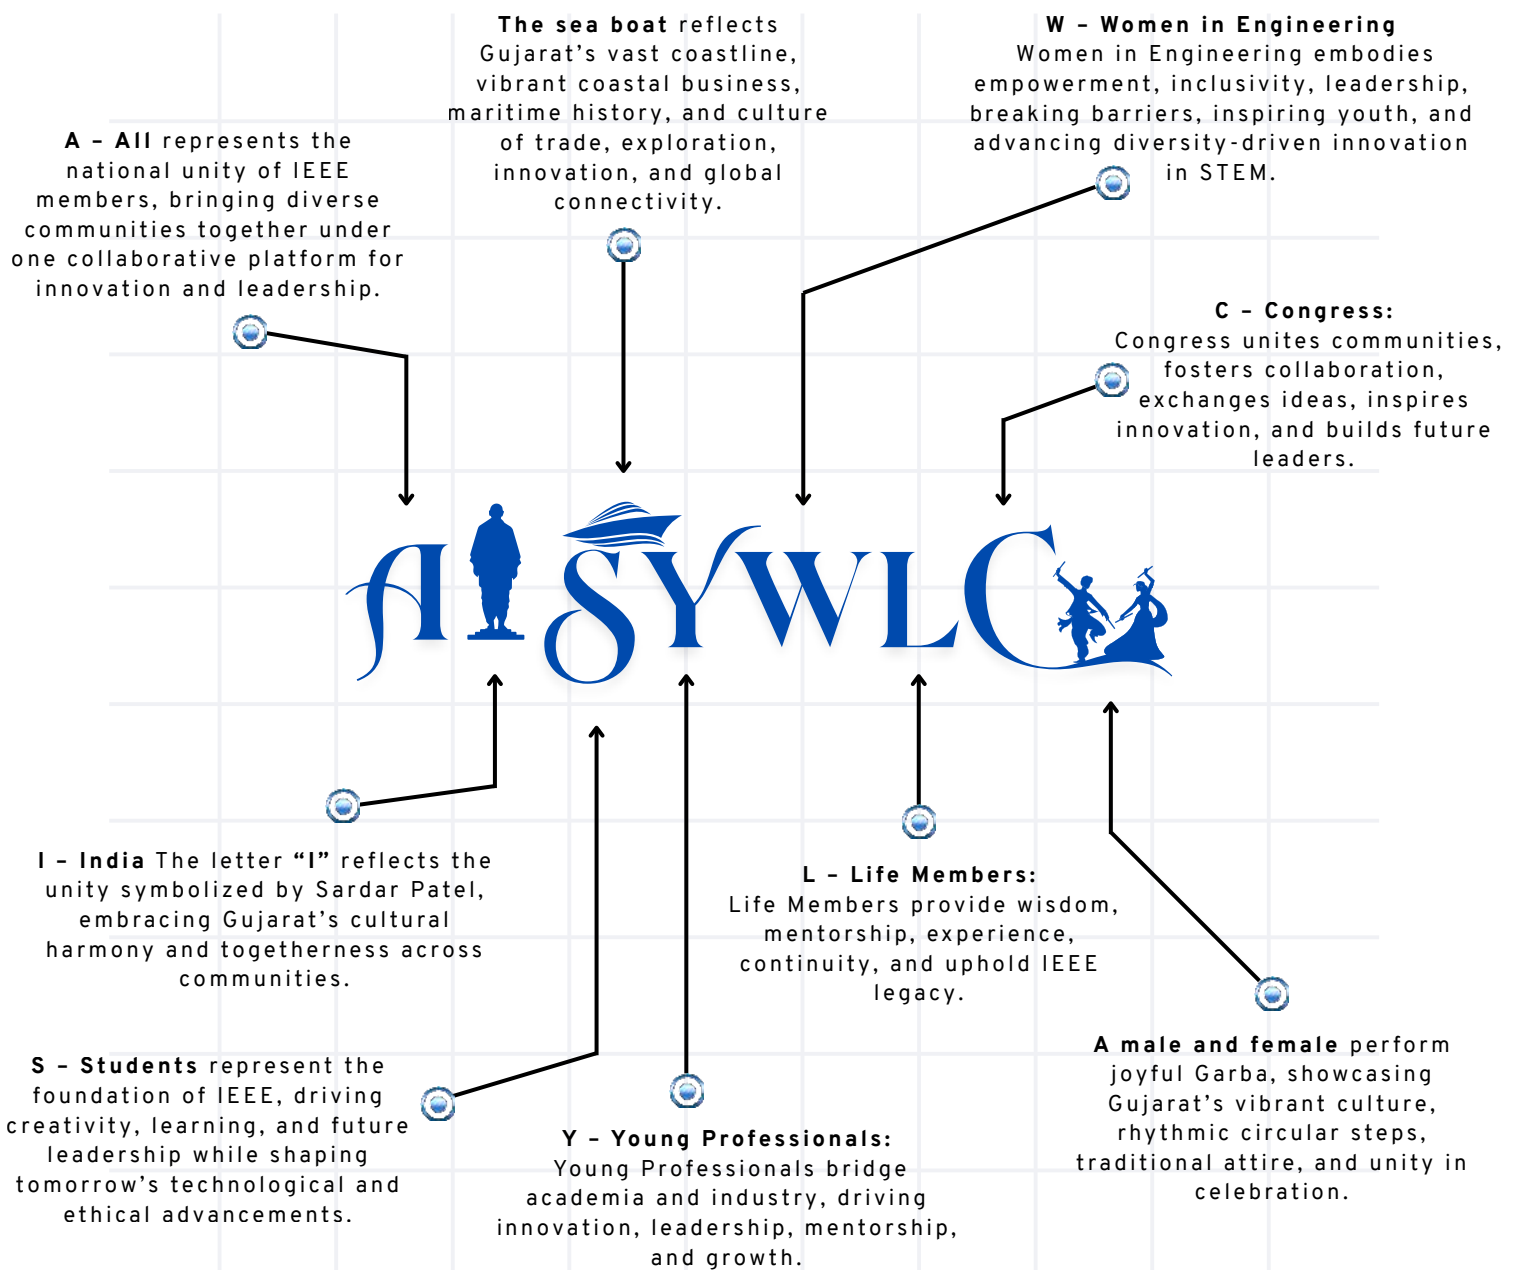 The sea boat reflects
Gujarat's vast coastline,
vibrant coastal business,
maritime history, and culture
of trade, exploration,
innovation, and global
connectivity.
W – Women in Engineering
Women in Engineering embodies
empowerment, inclusivity, leadership,
breaking barriers, inspiring youth, and
advancing diversity-driven innovation
in STEM.
A – All represents the
national unity of IEEE
members, bringing diverse
communities together under
one collaborative platform for
innovation and leadership.
C – Congress:
Congress unites communities,
fosters collaboration,
exchanges ideas, inspires
innovation, and builds future
leaders.
AISYWLC
I – India The letter “I” reflects the
unity symbolized by Sardar Patel,
embracing Gujarat's cultural
harmony and togetherness across
communities.
L – Life Members:
Life Members provide wisdom,
mentorship, experience,
continuity, and uphold IEEE
legacy.
S – Students represent the
foundation of IEEE, driving
creativity, learning, and future
leadership while shaping
tomorrow's technological and
ethical advancements.
Y – Young Professionals:
Young Professionals bridge
academia and industry, driving
innovation, leadership, mentorship,
and growth.
A male and female perform
joyful Garba, showcasing
Gujarat's vibrant culture,
rhythmic circular steps,
traditional attire, and unity in
celebration.